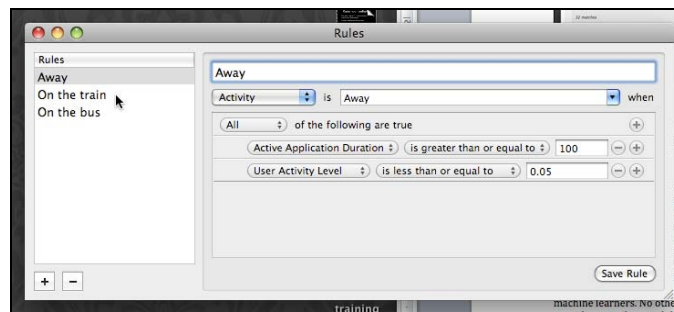 Rules
Rules
Away
On the train
On the bus
Away
Activity is Away when
All of the following are true
Active Application Duration is greater than or equal to 100
User Activity Level is less than or equal to 0.05
Save Rule
training
machine learners. No othe